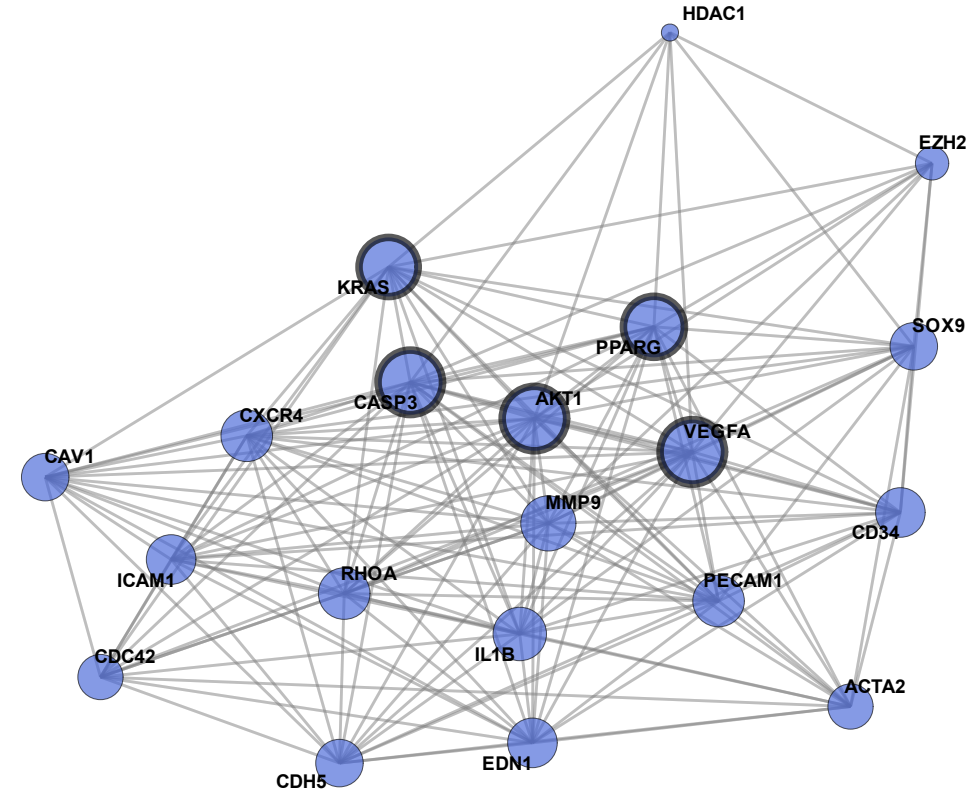 HDAC1
EZH2
KRAS
SOX9
PPARG
CASP3
AKT1
CXCR4
VEGFA
CAV1
MMP9
CD34
ICAM1
RHOA
PECAM1
IL1B
CDC42
ACTA2
EDN1
CDH5